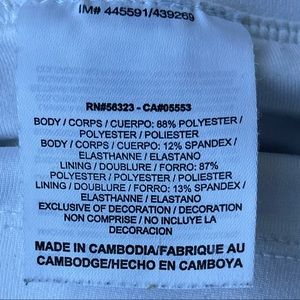 IM# 445591/439269
RN#56323 - CA#05553
BODY / CORPS / CUERPO: 88% POLYESTER /
POLYESTER / POLIESTER
BODY / CORPS / CUERPO: 12% SPANDEX /
ELASTHANNE / ELASTANO
LINING / DOUBLURE / FORRO: 87%
POLYESTER / POLYESTER / POLIESTER
LINING / DOUBLURE / FORRO: 13% SPANDEX /
ELASTHANNE / ELASTANO
EXCLUSIVE OF DECORATION / DECORATION
NON COMPRISE / NO INCLUYE LA
DECORACION
MADE IN CAMBODIA/FABRIQUE AU
CAMBODGE/HECHO EN CAMBOYA